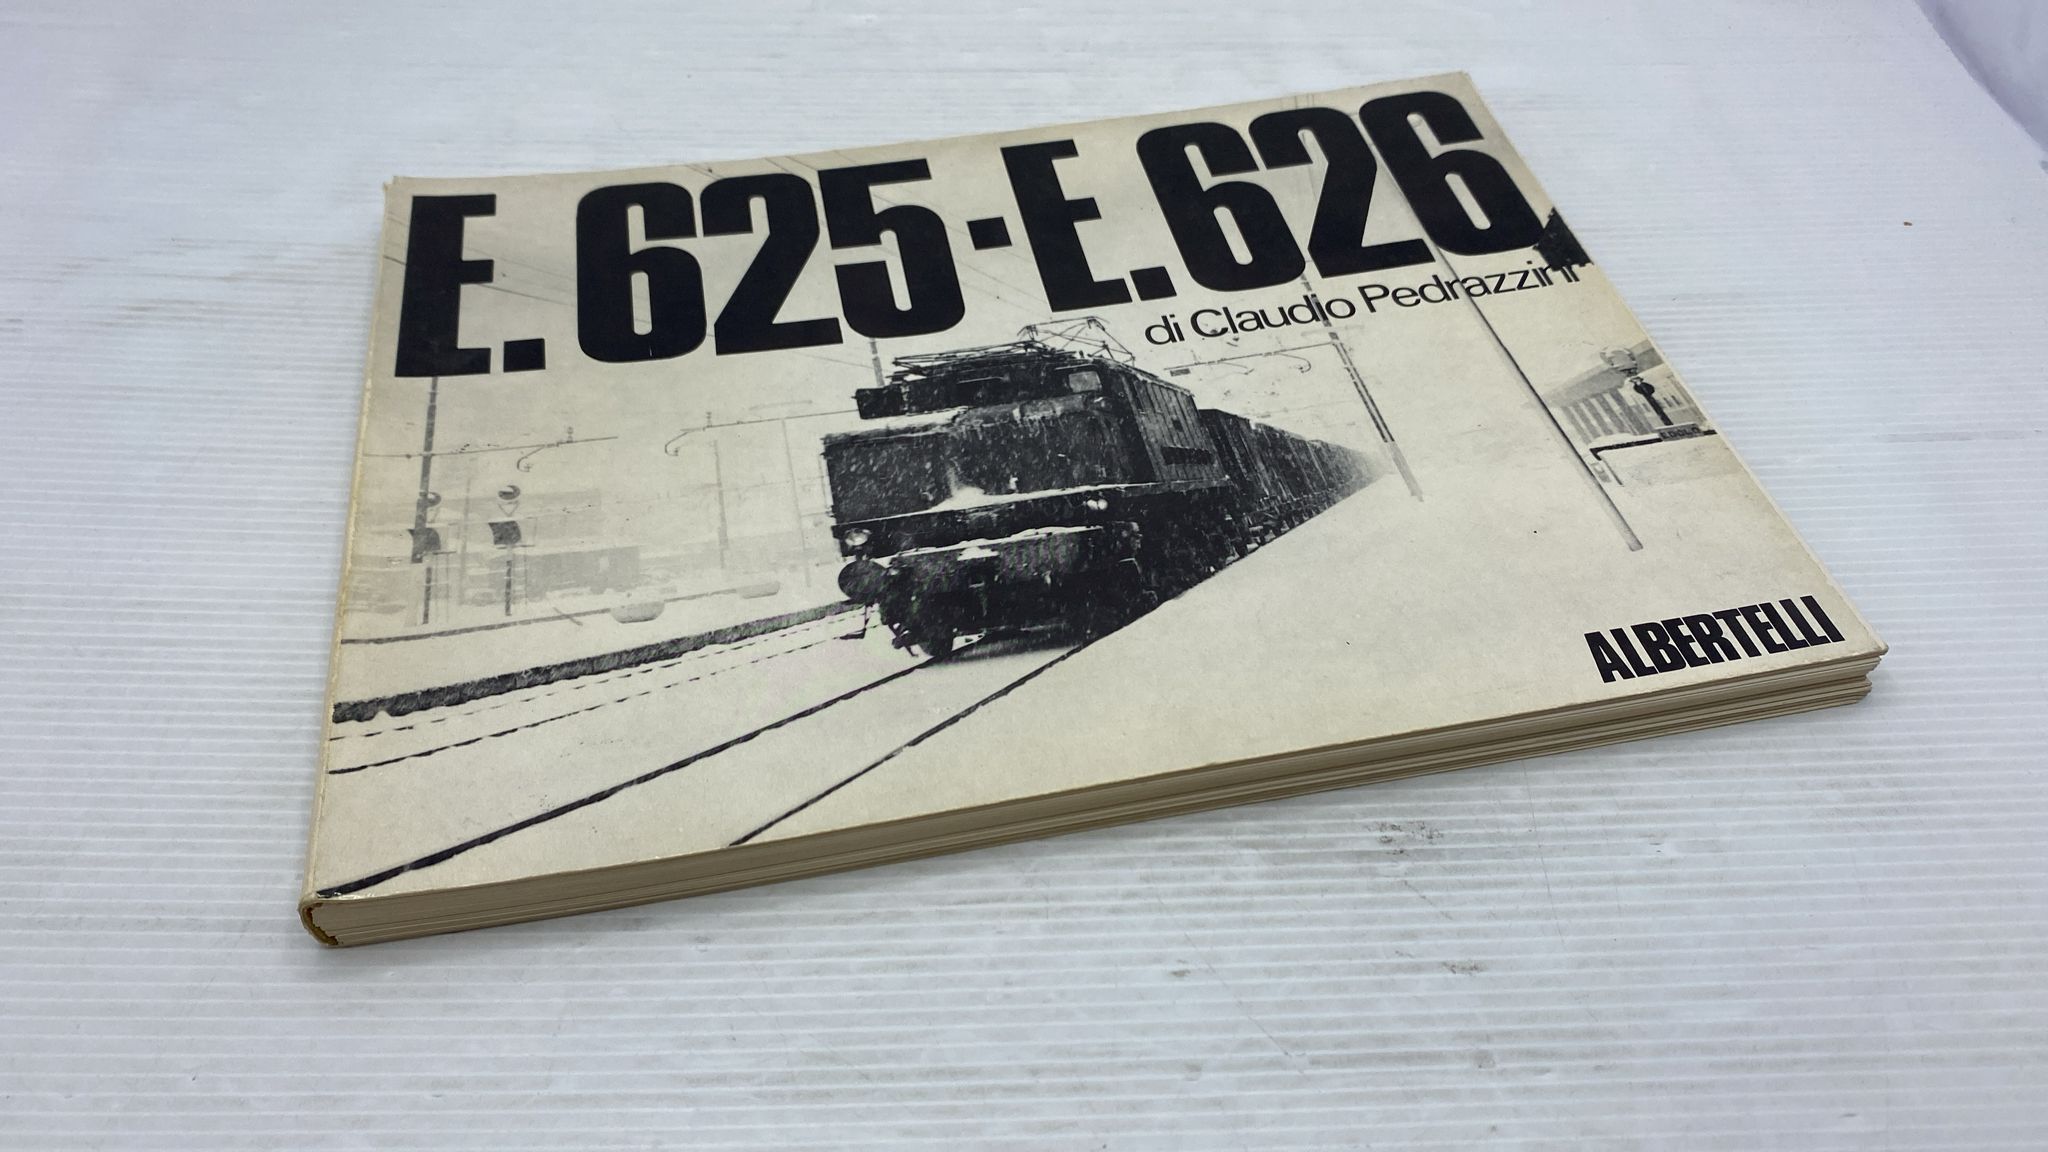 E.625-E.626
di Claudio Pedrazzini
ALBERTELLI